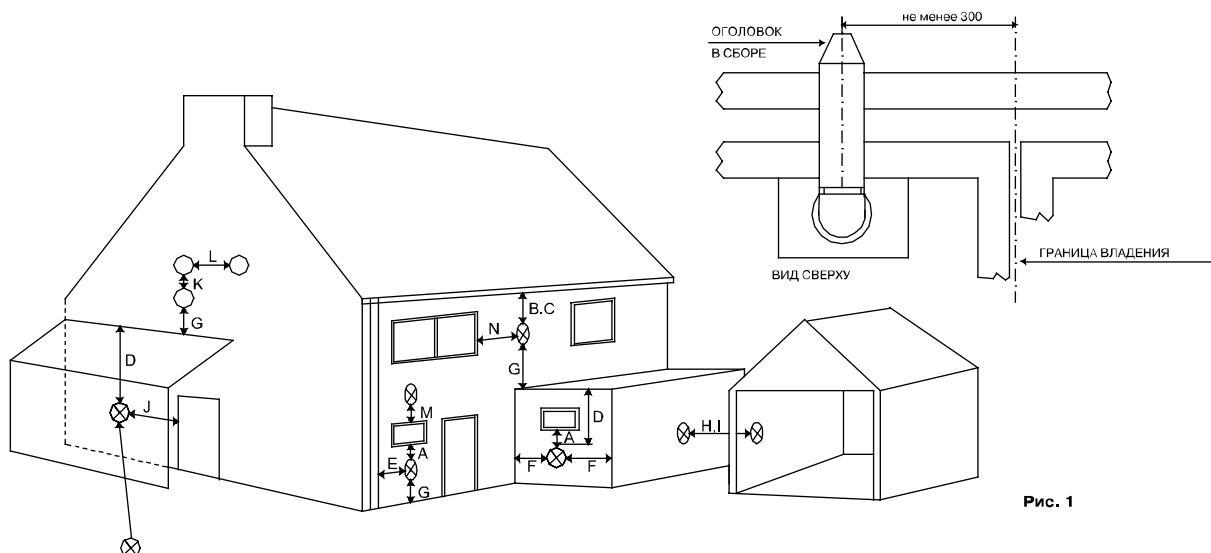 не менее 300
ОГОЛОВОК
В СБОРЕ
ГРАНИЦА ВЛАДЕНИЯ
ВИД СВЕРХУ
L
K
G
D
J
B.C
N
G
M
A
E
G
D
A
F
F
H.I
Рис. 1